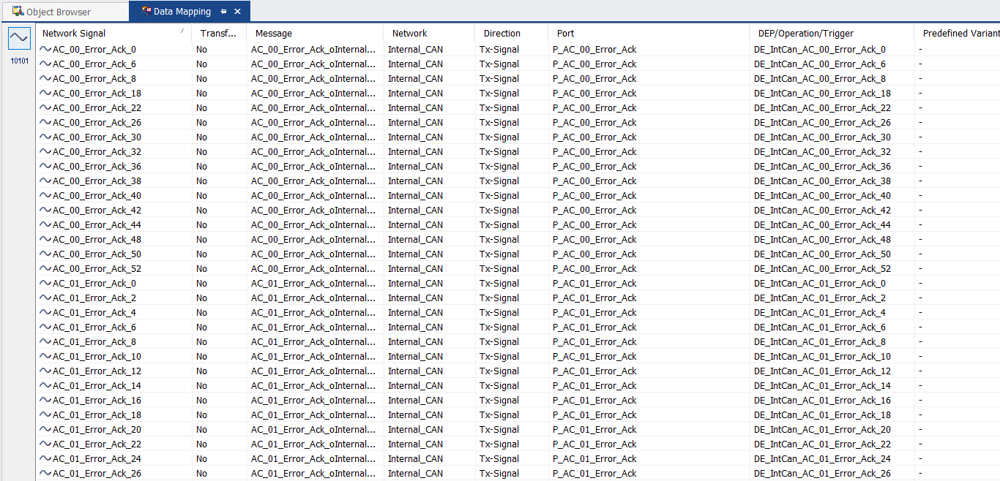 Object Browser Data Mapping
Network Signal Transf... Message Network Direction Port DEP/Operation/Trigger Predefined Variant
10101
AC_00_Error_Ack_0 No AC_00_Error_Ack_oInternal... Internal_CAN Tx-Signal P_AC_00_Error_Ack DE_IntCan_AC_00_Error_Ack_0 -
AC_00_Error_Ack_6 No AC_00_Error_Ack_oInternal... Internal_CAN Tx-Signal P_AC_00_Error_Ack DE_IntCan_AC_00_Error_Ack_6 -
AC_00_Error_Ack_8 No AC_00_Error_Ack_oInternal... Internal_CAN Tx-Signal P_AC_00_Error_Ack DE_IntCan_AC_00_Error_Ack_8 -
AC_00_Error_Ack_18 No AC_00_Error_Ack_oInternal... Internal_CAN Tx-Signal P_AC_00_Error_Ack DE_IntCan_AC_00_Error_Ack_18 -
AC_00_Error_Ack_22 No AC_00_Error_Ack_oInternal... Internal_CAN Tx-Signal P_AC_00_Error_Ack DE_IntCan_AC_00_Error_Ack_22 -
AC_00_Error_Ack_26 No AC_00_Error_Ack_oInternal... Internal_CAN Tx-Signal P_AC_00_Error_Ack DE_IntCan_AC_00_Error_Ack_26 -
AC_00_Error_Ack_30 No AC_00_Error_Ack_oInternal... Internal_CAN Tx-Signal P_AC_00_Error_Ack DE_IntCan_AC_00_Error_Ack_30 -
AC_00_Error_Ack_32 No AC_00_Error_Ack_oInternal... Internal_CAN Tx-Signal P_AC_00_Error_Ack DE_IntCan_AC_00_Error_Ack_32 -
AC_00_Error_Ack_36 No AC_00_Error_Ack_oInternal... Internal_CAN Tx-Signal P_AC_00_Error_Ack DE_IntCan_AC_00_Error_Ack_36 -
AC_00_Error_Ack_38 No AC_00_Error_Ack_oInternal... Internal_CAN Tx-Signal P_AC_00_Error_Ack DE_IntCan_AC_00_Error_Ack_38 -
AC_00_Error_Ack_40 No AC_00_Error_Ack_oInternal... Internal_CAN Tx-Signal P_AC_00_Error_Ack DE_IntCan_AC_00_Error_Ack_40 -
AC_00_Error_Ack_42 No AC_00_Error_Ack_oInternal... Internal_CAN Tx-Signal P_AC_00_Error_Ack DE_IntCan_AC_00_Error_Ack_42 -
AC_00_Error_Ack_44 No AC_00_Error_Ack_oInternal... Internal_CAN Tx-Signal P_AC_00_Error_Ack DE_IntCan_AC_00_Error_Ack_44 -
AC_00_Error_Ack_48 No AC_00_Error_Ack_oInternal... Internal_CAN Tx-Signal P_AC_00_Error_Ack DE_IntCan_AC_00_Error_Ack_48 -
AC_00_Error_Ack_50 No AC_00_Error_Ack_oInternal... Internal_CAN Tx-Signal P_AC_00_Error_Ack DE_IntCan_AC_00_Error_Ack_50 -
AC_00_Error_Ack_52 No AC_00_Error_Ack_oInternal... Internal_CAN Tx-Signal P_AC_00_Error_Ack DE_IntCan_AC_00_Error_Ack_52 -
AC_01_Error_Ack_0 No AC_01_Error_Ack_oInternal... Internal_CAN Tx-Signal P_AC_01_Error_Ack DE_IntCan_AC_01_Error_Ack_0 -
AC_01_Error_Ack_2 No AC_01_Error_Ack_oInternal... Internal_CAN Tx-Signal P_AC_01_Error_Ack DE_IntCan_AC_01_Error_Ack_2 -
AC_01_Error_Ack_4 No AC_01_Error_Ack_oInternal... Internal_CAN Tx-Signal P_AC_01_Error_Ack DE_IntCan_AC_01_Error_Ack_4 -
AC_01_Error_Ack_6 No AC_01_Error_Ack_oInternal... Internal_CAN Tx-Signal P_AC_01_Error_Ack DE_IntCan_AC_01_Error_Ack_6 -
AC_01_Error_Ack_8 No AC_01_Error_Ack_oInternal... Internal_CAN Tx-Signal P_AC_01_Error_Ack DE_IntCan_AC_01_Error_Ack_8 -
AC_01_Error_Ack_10 No AC_01_Error_Ack_oInternal... Internal_CAN Tx-Signal P_AC_01_Error_Ack DE_IntCan_AC_01_Error_Ack_10 -
AC_01_Error_Ack_12 No AC_01_Error_Ack_oInternal... Internal_CAN Tx-Signal P_AC_01_Error_Ack DE_IntCan_AC_01_Error_Ack_12 -
AC_01_Error_Ack_14 No AC_01_Error_Ack_oInternal... Internal_CAN Tx-Signal P_AC_01_Error_Ack DE_IntCan_AC_01_Error_Ack_14 -
AC_01_Error_Ack_16 No AC_01_Error_Ack_oInternal... Internal_CAN Tx-Signal P_AC_01_Error_Ack DE_IntCan_AC_01_Error_Ack_16 -
AC_01_Error_Ack_18 No AC_01_Error_Ack_oInternal... Internal_CAN Tx-Signal P_AC_01_Error_Ack DE_IntCan_AC_01_Error_Ack_18 -
AC_01_Error_Ack_20 No AC_01_Error_Ack_oInternal... Internal_CAN Tx-Signal P_AC_01_Error_Ack DE_IntCan_AC_01_Error_Ack_20 -
AC_01_Error_Ack_22 No AC_01_Error_Ack_oInternal... Internal_CAN Tx-Signal P_AC_01_Error_Ack DE_IntCan_AC_01_Error_Ack_22 -
AC_01_Error_Ack_24 No AC_01_Error_Ack_oInternal... Internal_CAN Tx-Signal P_AC_01_Error_Ack DE_IntCan_AC_01_Error_Ack_24 -
AC_01_Error_Ack_26 No AC_01_Error_Ack_oInternal... Internal_CAN Tx-Signal P_AC_01_Error_Ack DE_IntCan_AC_01_Error_Ack_26 -